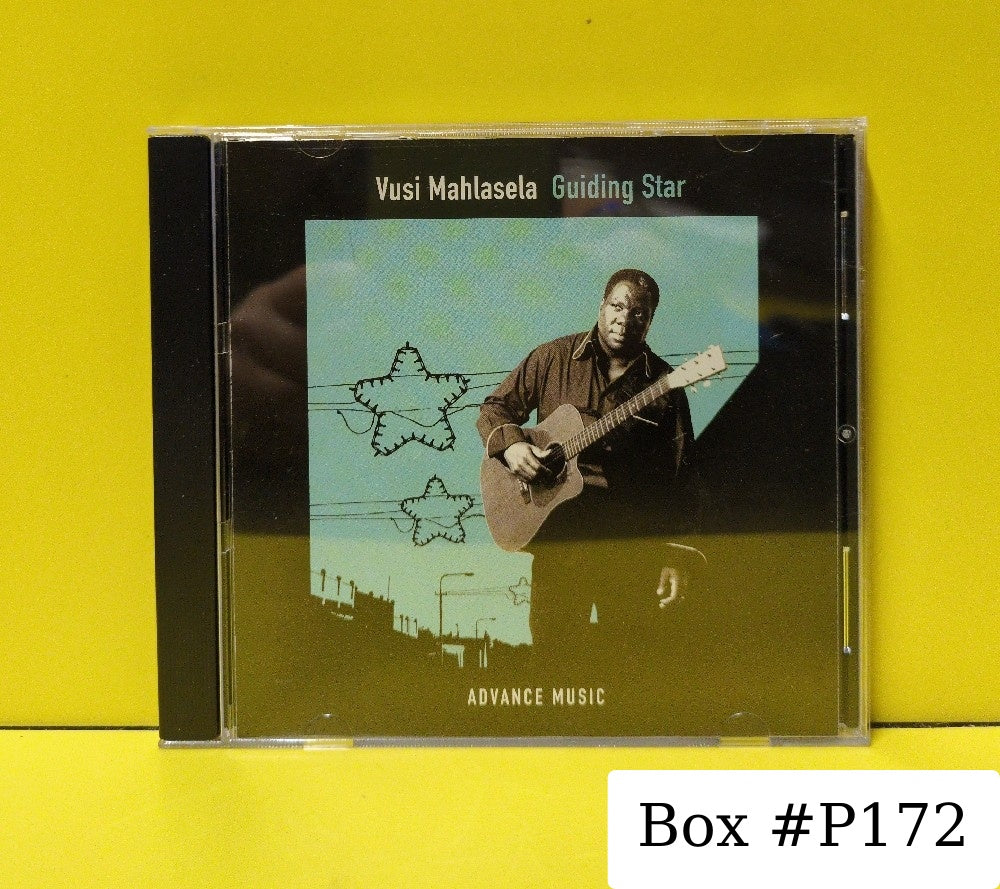 Vusi Mahlasela Guiding Star
ADVANCE MUSIC
Box #P172